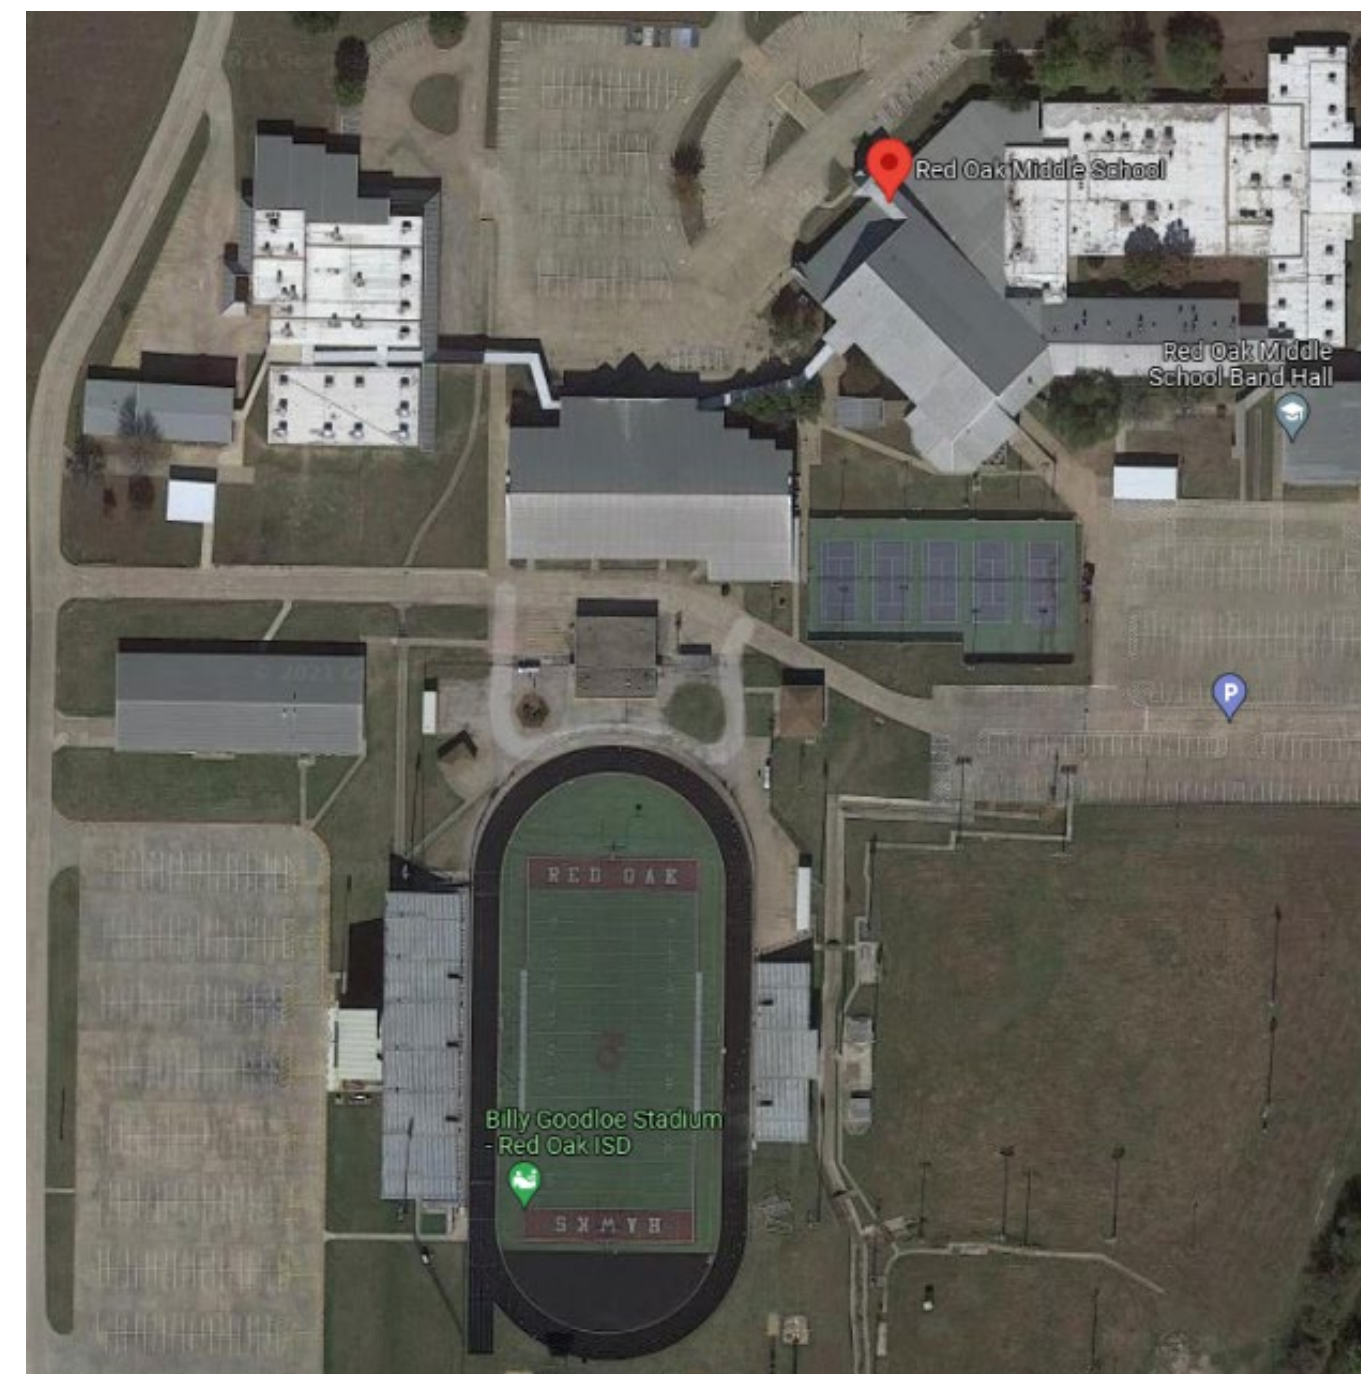 Red Oak Middle School
Red Oak Middle
School Band Hall
P
RED OAK
Billy Goodloe Stadium
- Red Oak ISD
HAWKS